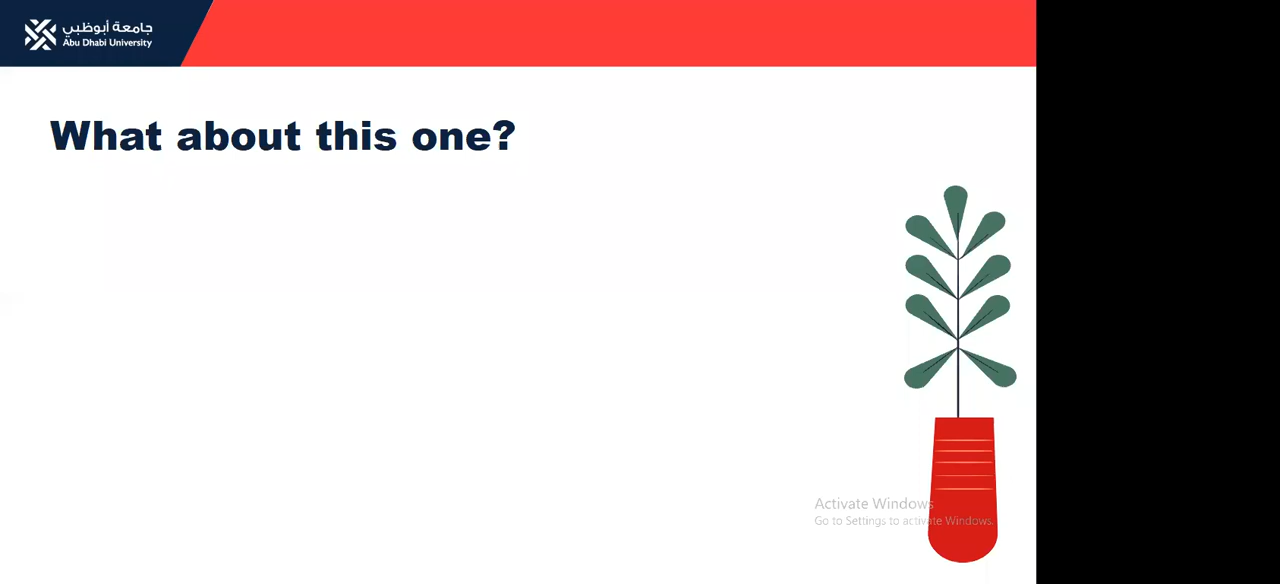 جامعة أبوظبي
Abu Dhabi University
What about this one?
Activate Windows
Go to Settings to activate Windows.